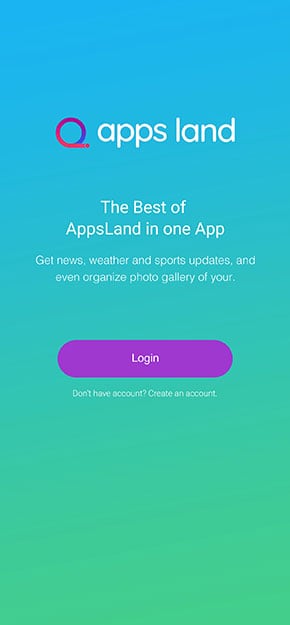 apps land
The Best of
AppsLand in one App
Get news, weather and sports updates, and
even organize photo gallery of your.
Login
Don't have account? Create an account.